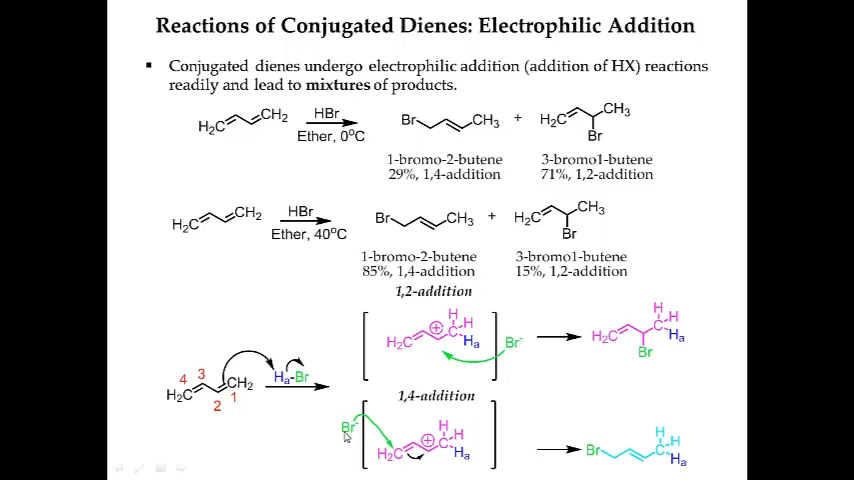 Reactions of Conjugated Dienes: Electrophilic Addition
▪ Conjugated dienes undergo electrophilic addition (addition of HX) reactions
readily and lead to mixtures of products.
H₂C CH₂ HBr Br CH₃ + H₂C CH₃
Ether, 0°C Br
1-bromo-2-butene 3-bromo1-butene
29%, 1,4-addition 71%, 1,2-addition
H₂C CH₂ HBr Br CH₃ + H₂C CH₃
Ether, 40°C Br
1-bromo-2-butene 3-bromo1-butene
85%, 1,4-addition 15%, 1,2-addition
1,2-addition
H H
H H
H₂C + C Br⁻ H₂C C
Hₐ Hₐ
Br
4 3 CH₂ Hₐ-Br
H₂C 2 1
1,4-addition
Br⁻ H H
H H
H₂C + C Br C
Hₐ Hₐ